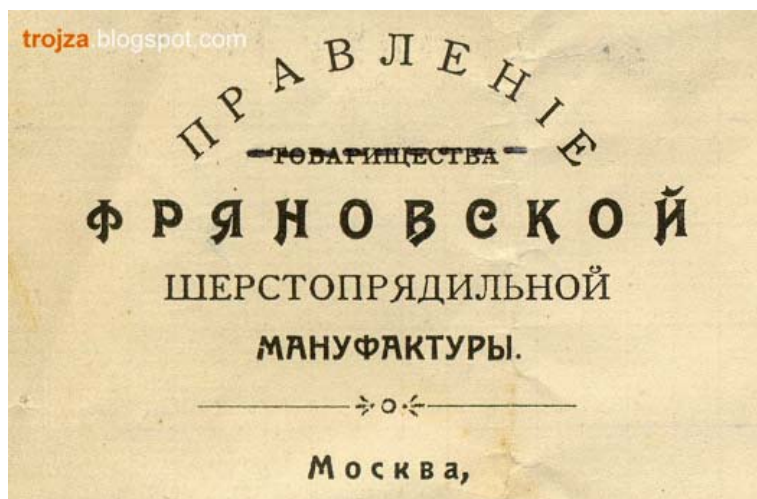 trojza.blogspot.com
ПРАВЛЕНІЕ
ТОВАРИЩЕСТВА
ФРЯНОВСКОЙ
ШЕРСТОПРЯДИЛЬНОЙ
МАНУФАКТУРЫ.
Москва,